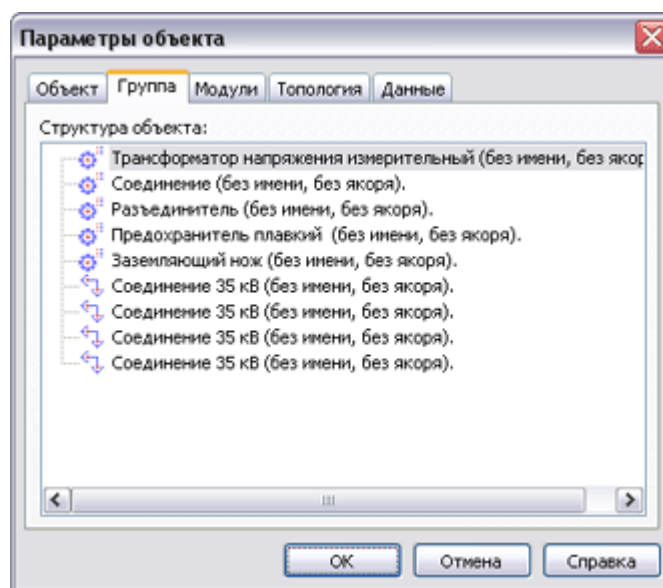 Параметры объекта
Объект Группа Модули Топология Данные
Структура объекта:
Трансформатор напряжения измерительный (без имени, без якор
Соединение (без имени, без якоря).
Разъединитель (без имени, без якоря).
Предохранитель плавкий (без имени, без якоря).
Заземляющий нож (без имени, без якоря).
Соединение 35 кВ (без имени, без якоря).
Соединение 35 кВ (без имени, без якоря).
Соединение 35 кВ (без имени, без якоря).
Соединение 35 кВ (без имени, без якоря).
OK Отмена Справка